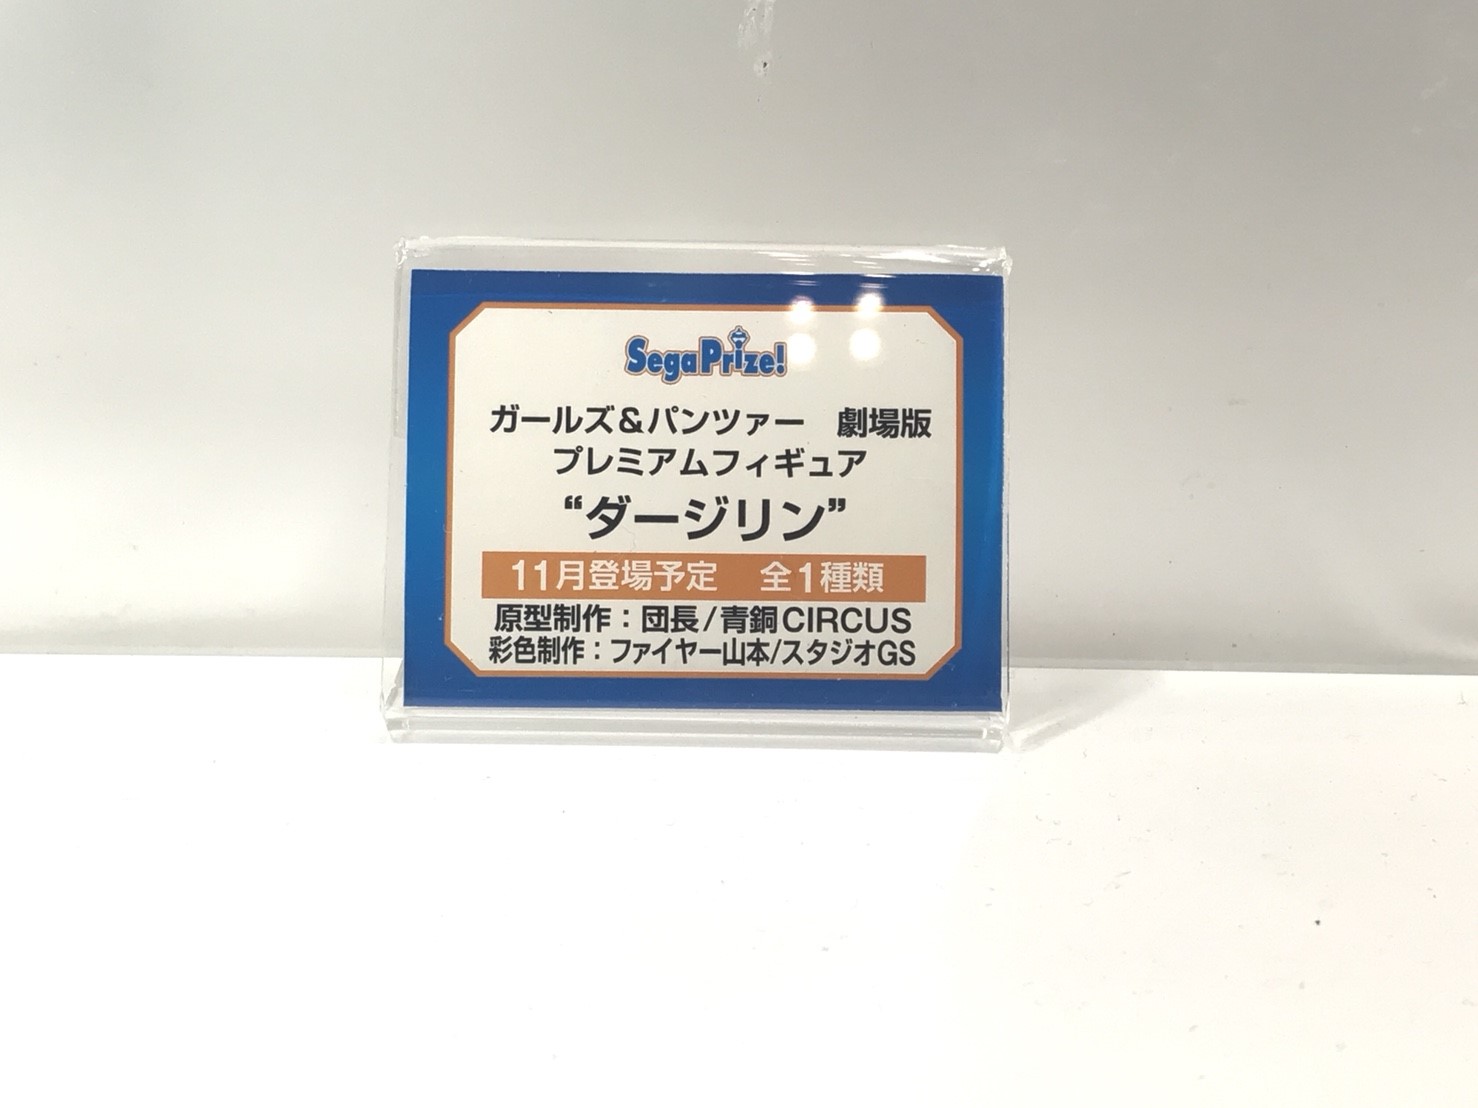 SegaPrize!
ガールズ&パンツァー　劇場版
プレミアムフィギュア
“ダージリン”
11月登場予定　全1種類
原型制作：団長/青銅CIRCUS
彩色制作：ファイヤー山本/スタジオGS